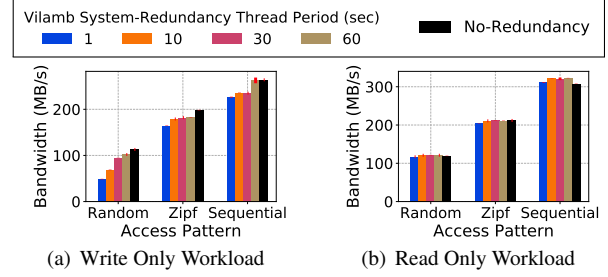 Vilamb System-Redundancy Thread Period (sec)
1 10 30 60
No-Redundancy
Bandwidth (MB/s)
200
100
0
Random Zipf Sequential
Access Pattern
(a) Write Only Workload
Bandwidth (MB/s)
300
200
100
0
Random Zipf Sequential
Access Pattern
(b) Read Only Workload